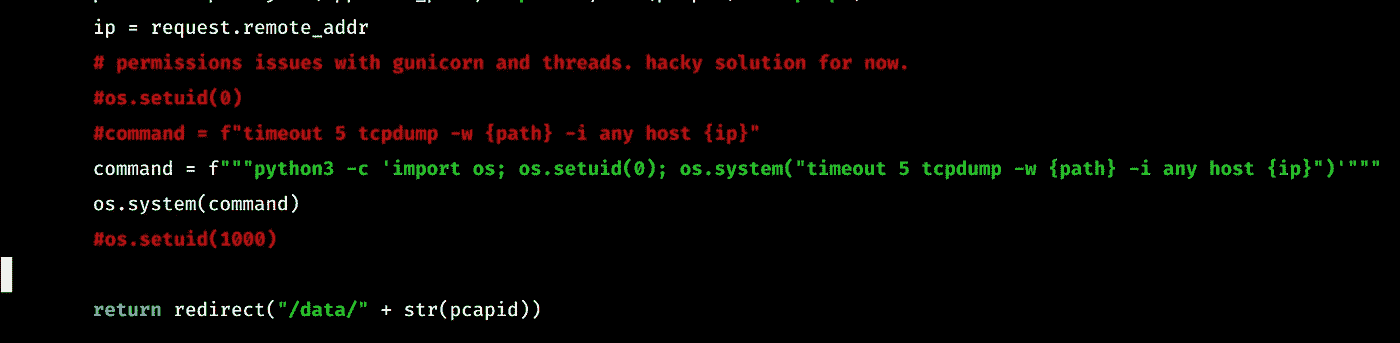 ip = request.remote_addr
# permissions issues with gunicorn and threads. hacky solution for now.
#os.setuid(0)
#command = f"timeout 5 tcpdump -w {path} -i any host {ip}"
command = f"""python3 -c 'import os; os.setuid(0); os.system("timeout 5 tcpdump -w {path} -i any host {ip}")'"""
os.system(command)
#os.setuid(1000)
return redirect("/data/" + str(pcapid))